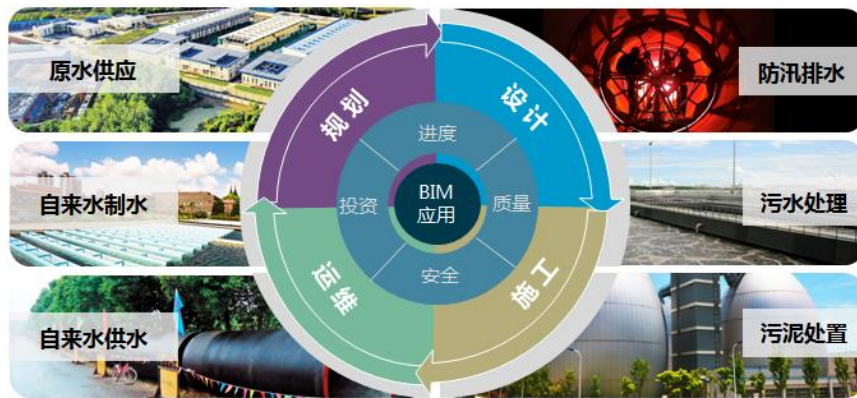 原水供应
防汛排水
规划
设计
进度
自来水制水
投资
BIM
应用
质量
污水处理
运维
安全
施工
自来水供水
污泥处置